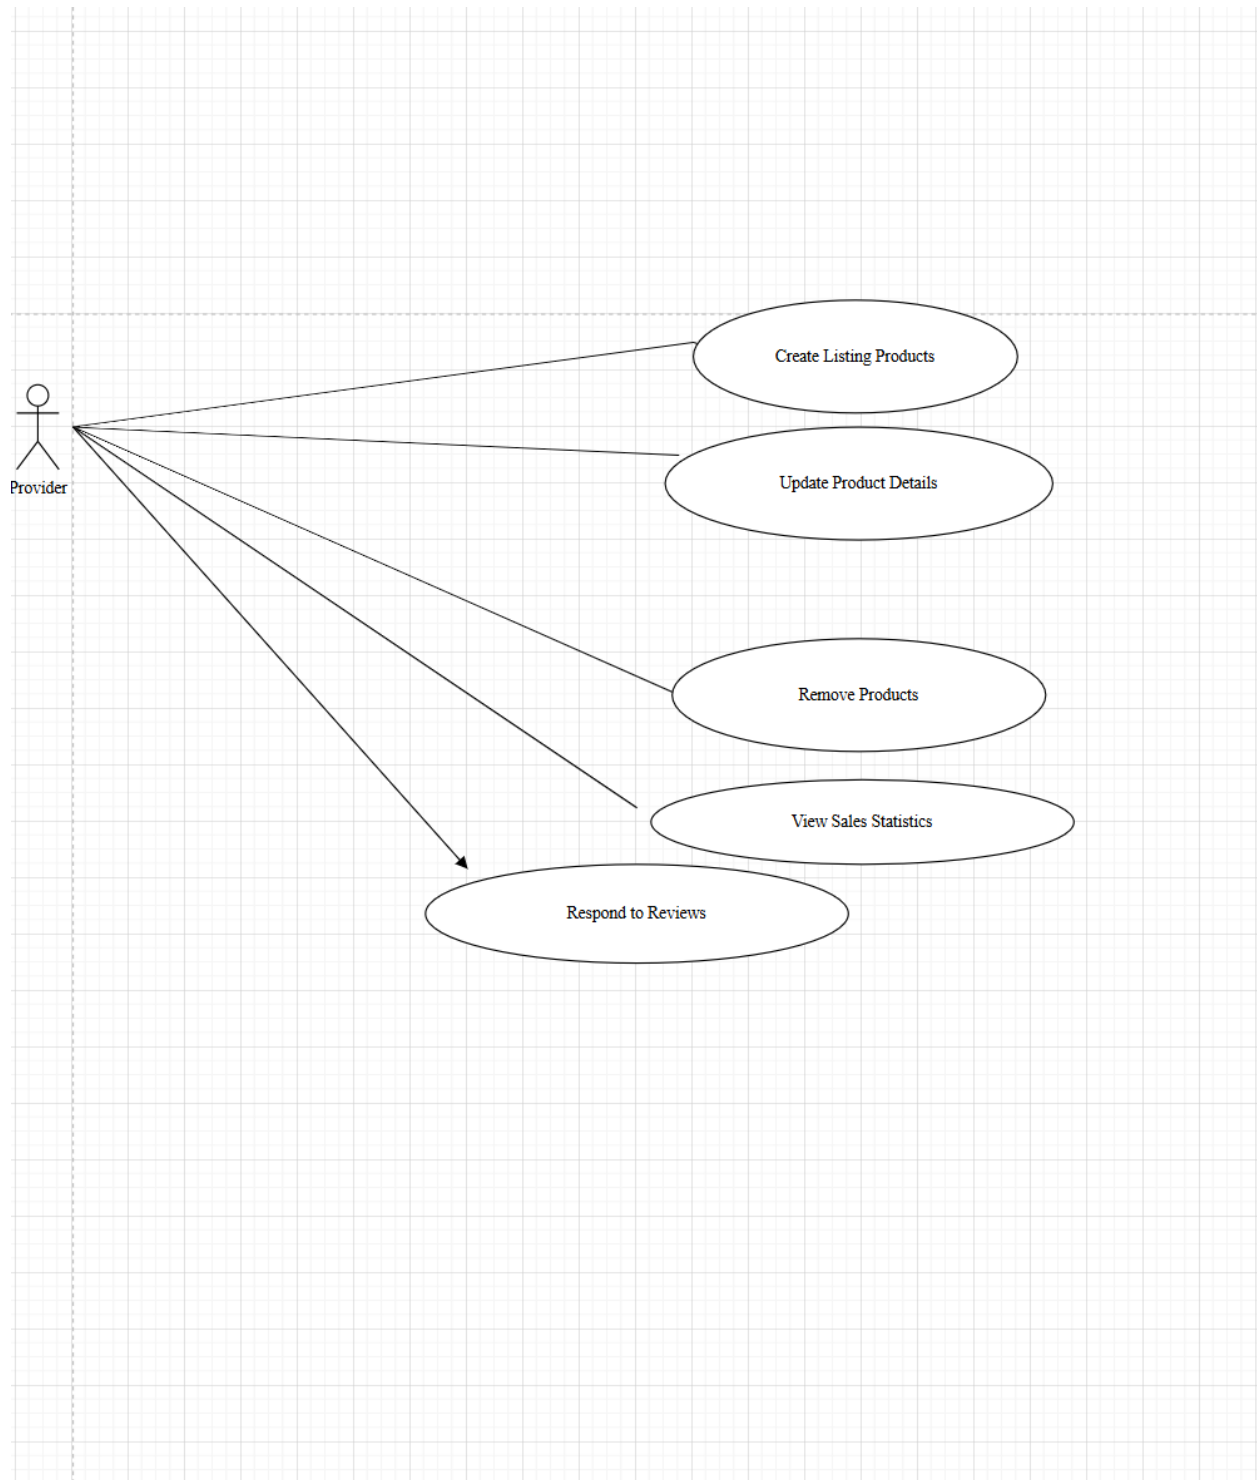 Create Listing Products
Provider
Update Product Details
Remove Products
View Sales Statistics
Respond to Reviews